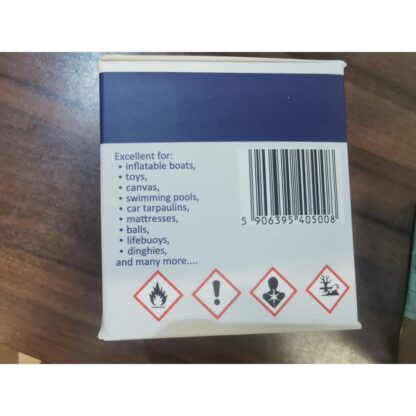 Excellent for:
• inflatable boats,
• toys,
• canvas,
• swimming pools,
• car tarpaulins,
• mattresses,
• balls,
• lifebuoys,
• dinghies,
and many more....
5 906395 405008